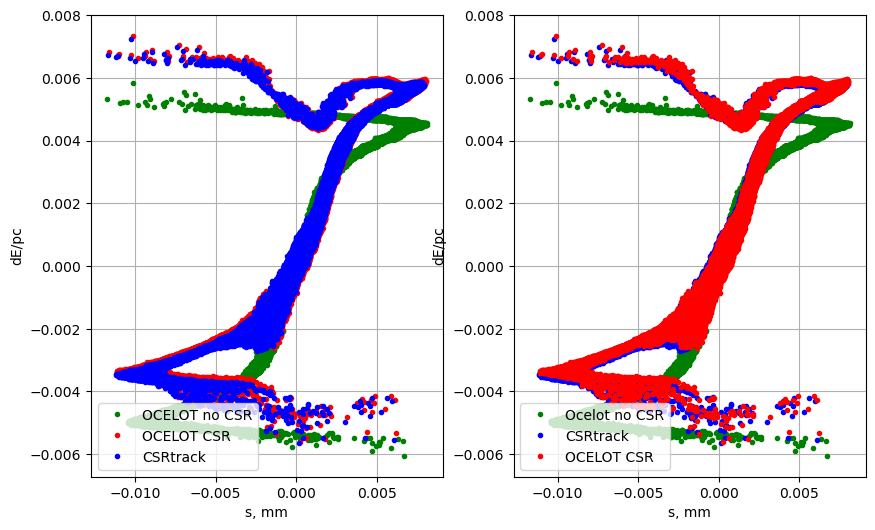 0.008
0.006
0.004
0.002
0.000
−0.002
−0.004
−0.006
dE/pc
−0.010
−0.005
0.000
0.005
s, mm
OCELOT no CSR
OCELOT CSR
CSRtrack
0.008
0.006
0.004
0.002
0.000
−0.002
−0.004
−0.006
dE/pc
−0.010
−0.005
0.000
0.005
s, mm
Ocelot no CSR
CSRtrack
OCELOT CSR